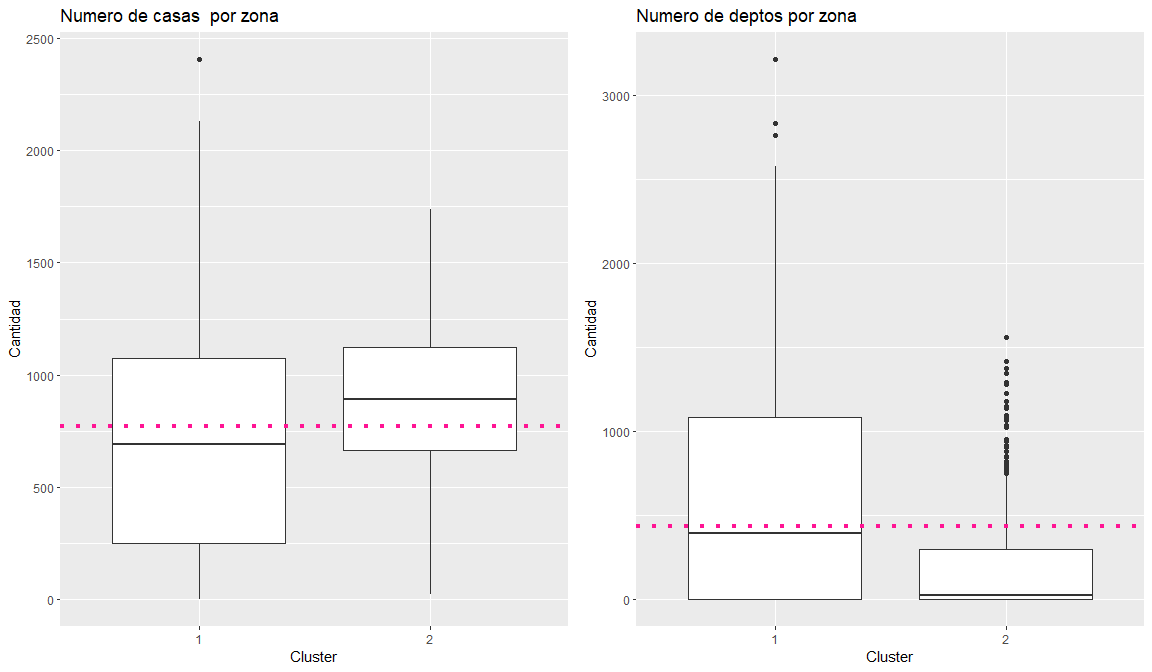 Numero de casas  por zona
2500
2000
1500
1000
500
0
Cantidad
1
2
Cluster
Numero de deptos por zona
3000
2000
1000
0
Cantidad
1
2
Cluster